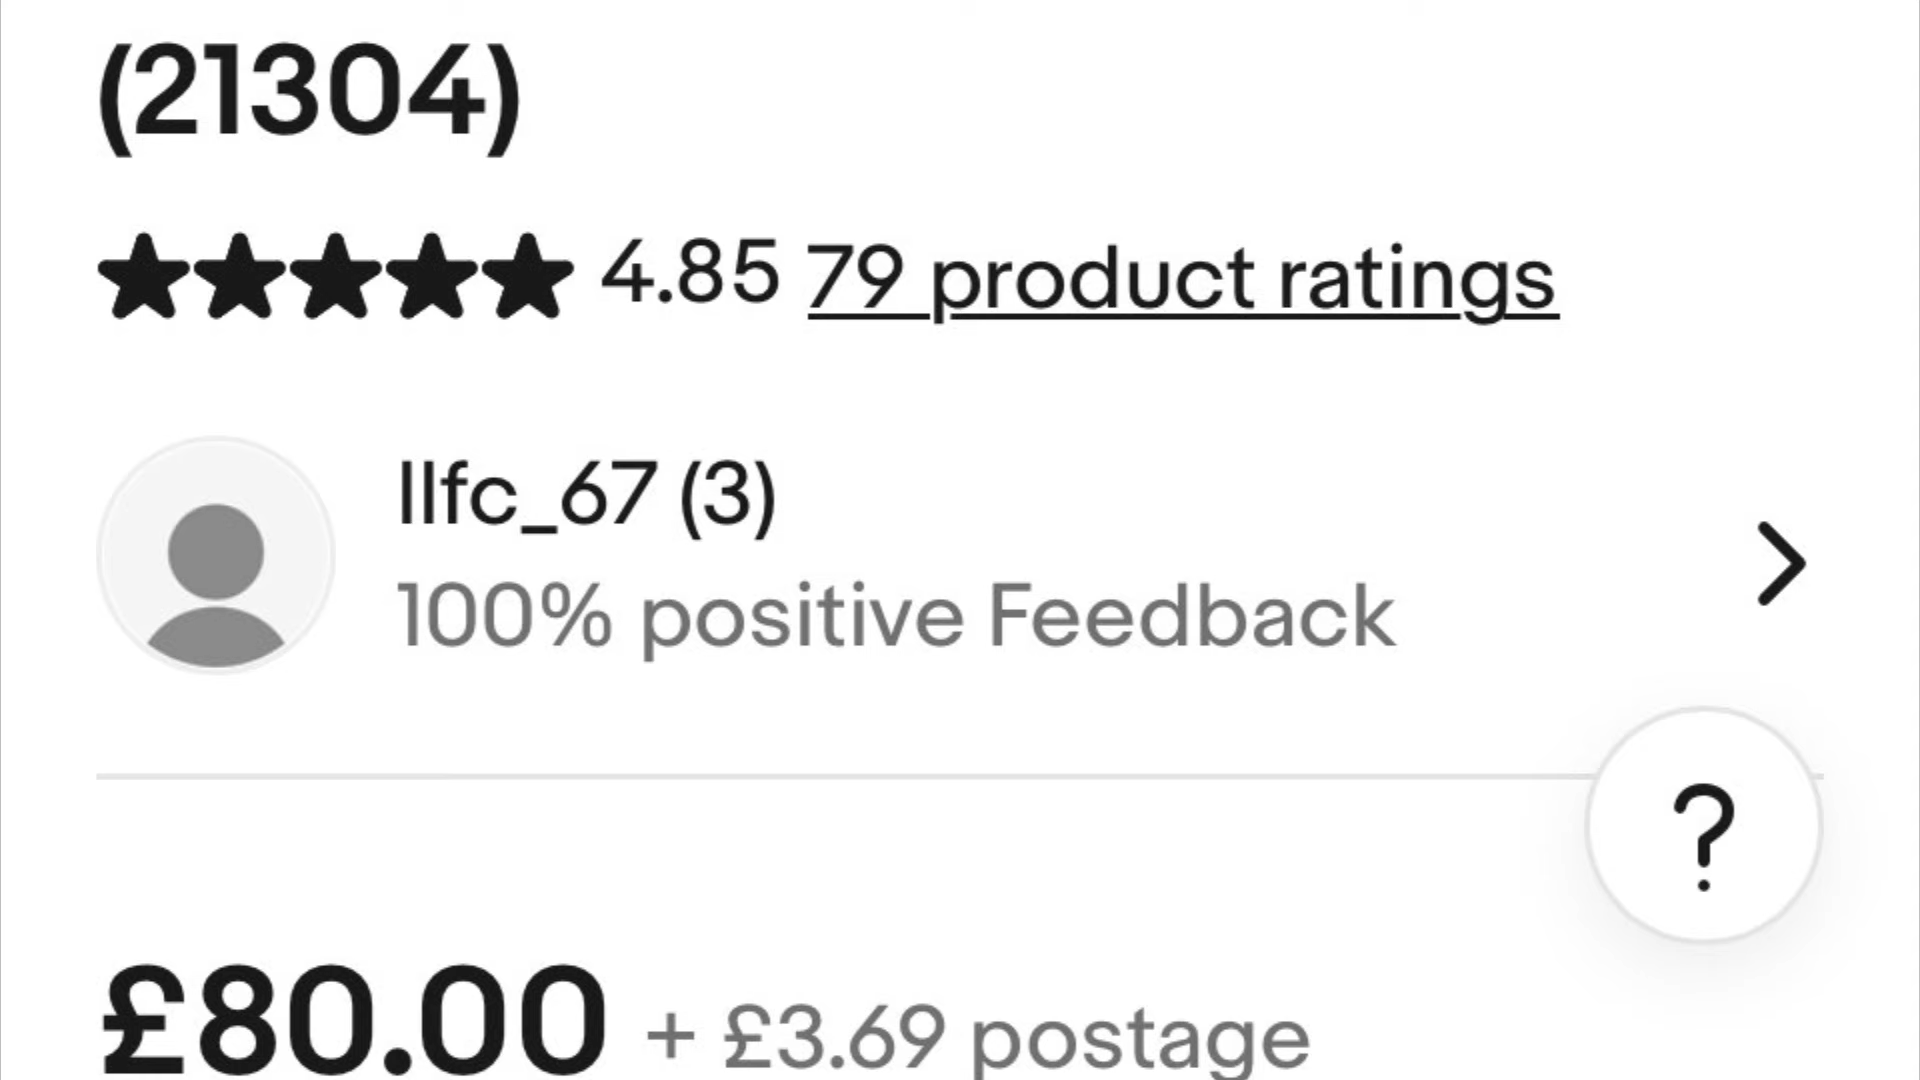 (21304)
4.85 79 product ratings
llfc_67 (3)
100% positive Feedback
?
£80.00 + £3.69 postage